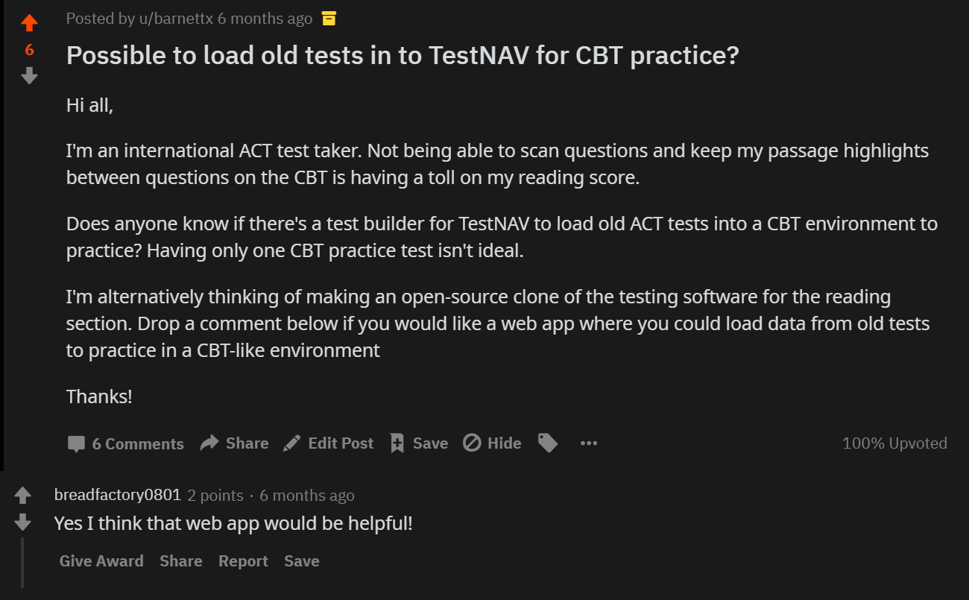 Posted by u/barnettx 6 months ago
6
Possible to load old tests in to TestNAV for CBT practice?
Hi all,
I'm an international ACT test taker. Not being able to scan questions and keep my passage highlights
between questions on the CBT is having a toll on my reading score.
Does anyone know if there's a test builder for TestNAV to load old ACT tests into a CBT environment to
practice? Having only one CBT practice test isn't ideal.
I'm alternatively thinking of making an open-source clone of the testing software for the reading
section. Drop a comment below if you would like a web app where you could load data from old tests
to practice in a CBT-like environment
Thanks!
6 Comments Share Edit Post Save Hide 100% Upvoted
breadfactory0801 2 points · 6 months ago
Yes I think that web app would be helpful!
Give Award Share Report Save